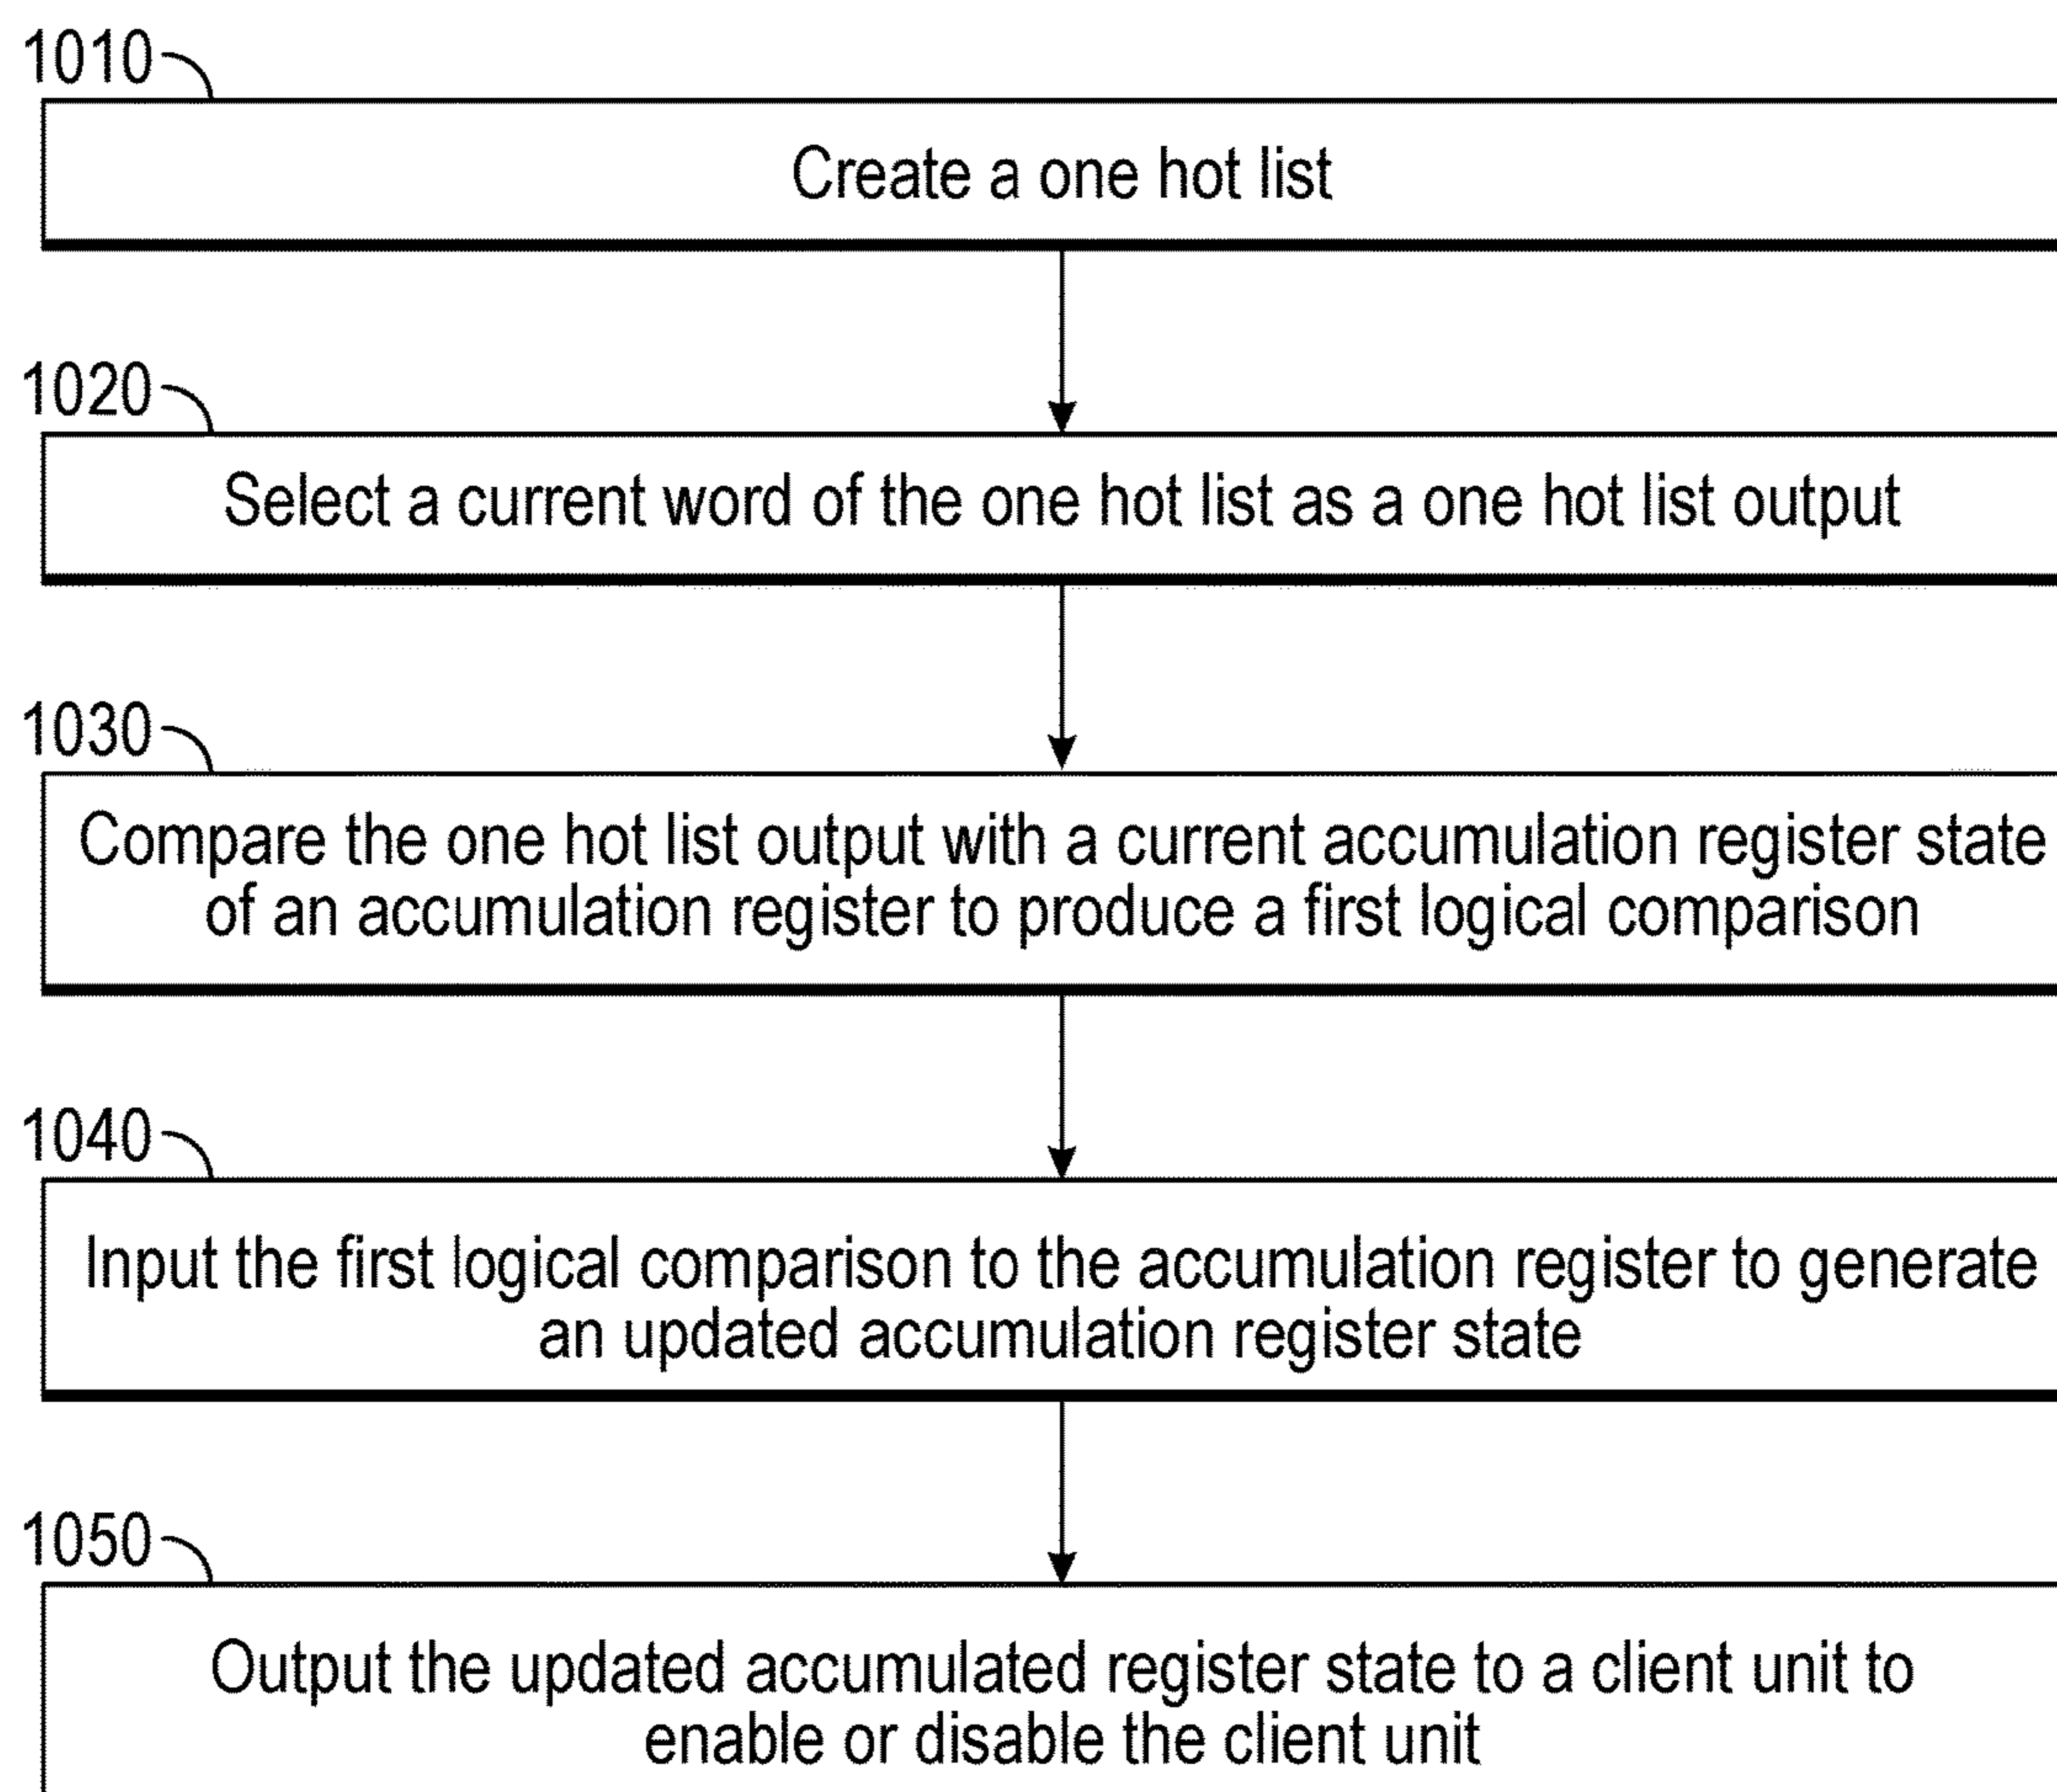 1010
Create a one hot list
1020
Select a current word of the one hot list as a one hot list output
1030
Compare the one hot list output with a current accumulation register state
of an accumulation register to produce a first logical comparison
1040
Input the first logical comparison to the accumulation register to generate
an updated accumulation register state
1050
Output the updated accumulated register state to a client unit to
enable or disable the client unit